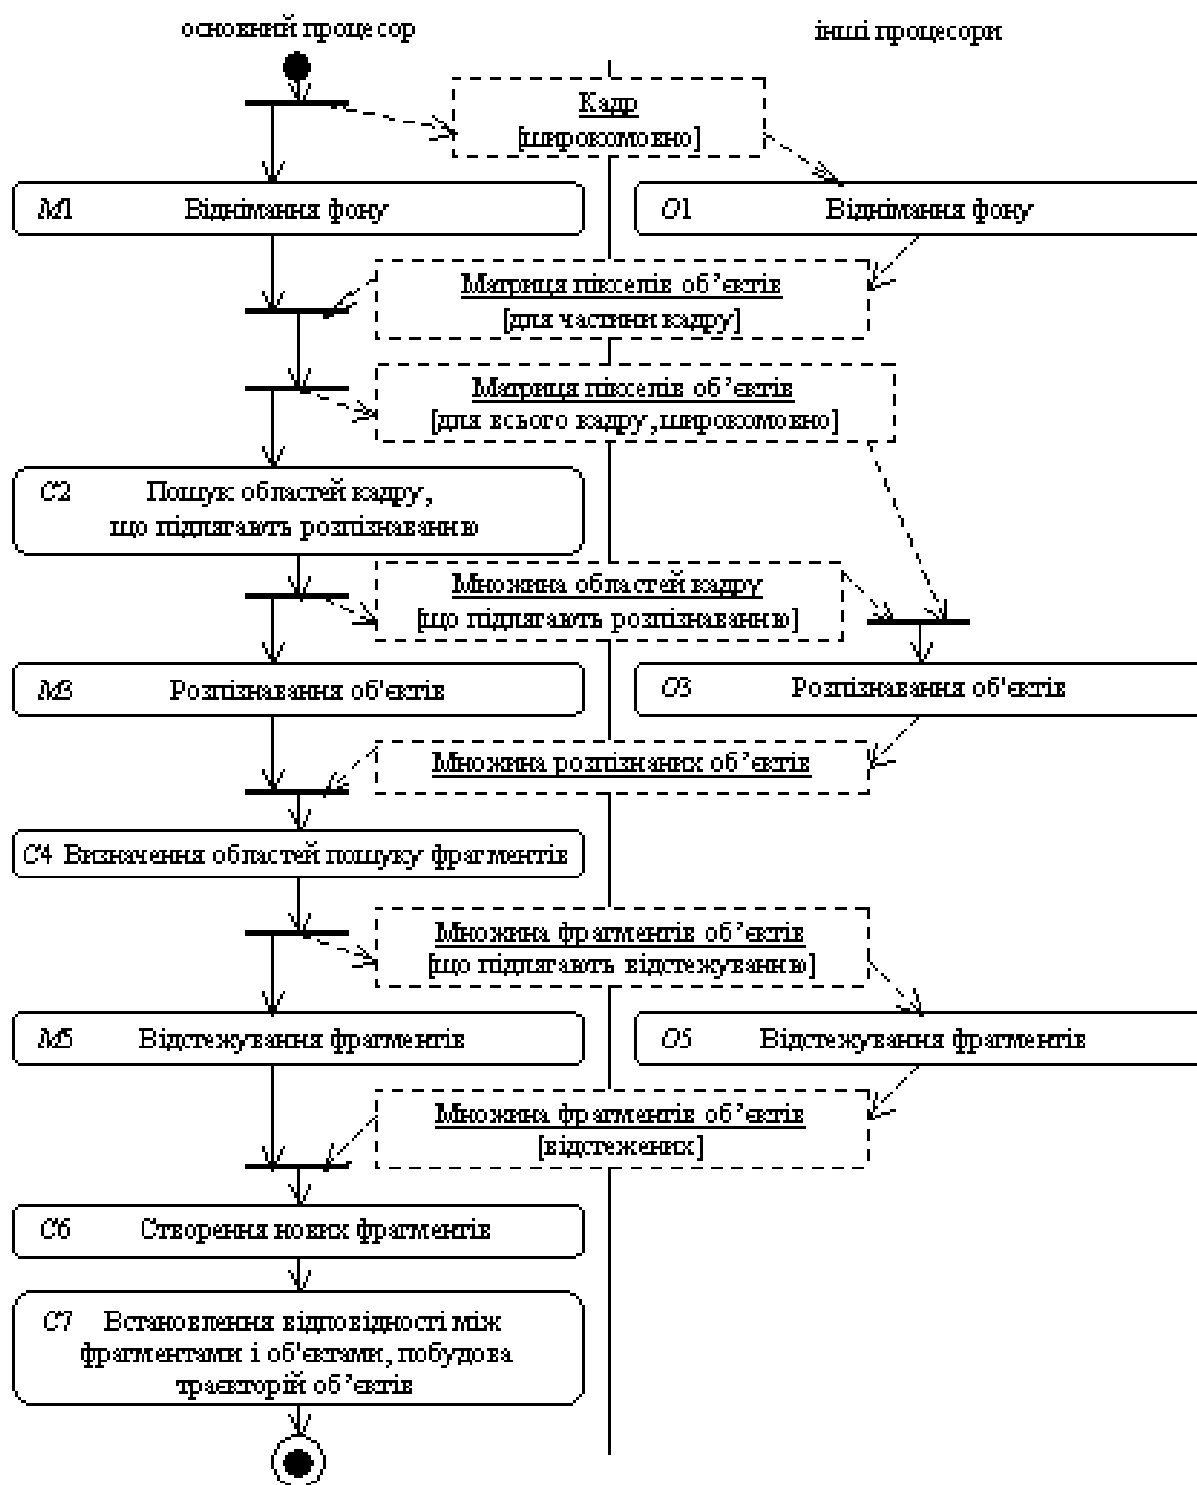 основний процесор
інші процесори
Кадр
[широкомовно]
M1 Віднімання фону
O1 Віднімання фону
Матриця пікселів об’єктів
[для частини кадру]
Матриця пікселів об’єктів
[для всього кадру,широкомовно]
C2 Пошук областей кадру,
що підлягають розпізнаванню
Множина областей кадру
[що підлягають розпізнаванню]
M3 Розпізнавання об'єктів
O3 Розпізнавання об'єктів
Множина розпізнаних об’єктів
C4 Визначення областей пошуку фрагментів
Множина фрагментів об’єктів
[що підлягають відстежуванню]
M5 Відстежування фрагментів
O5 Відстежування фрагментів
Множина фрагментів об’єктів
[відстежених]
C6 Створення нових фрагментів
C7 Встановлення відповідності між
фрагментами і об'єктами, побудова
траєкторій об’єктів